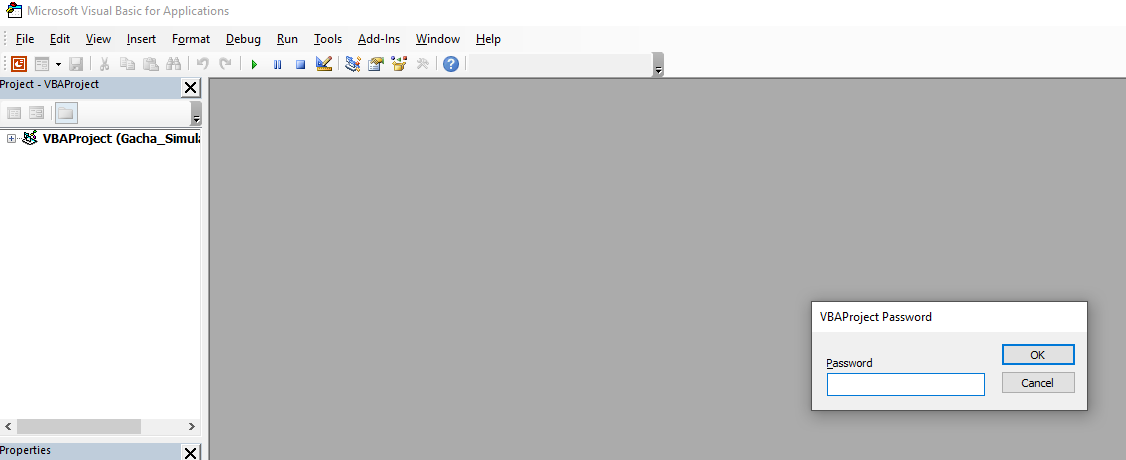 Microsoft Visual Basic for Applications
File Edit View Insert Format Debug Run Tools Add-Ins Window Help
Project - VBAProject
VBAProject (Gacha_Simula
VBAProject Password
Password
OK
Cancel
Properties